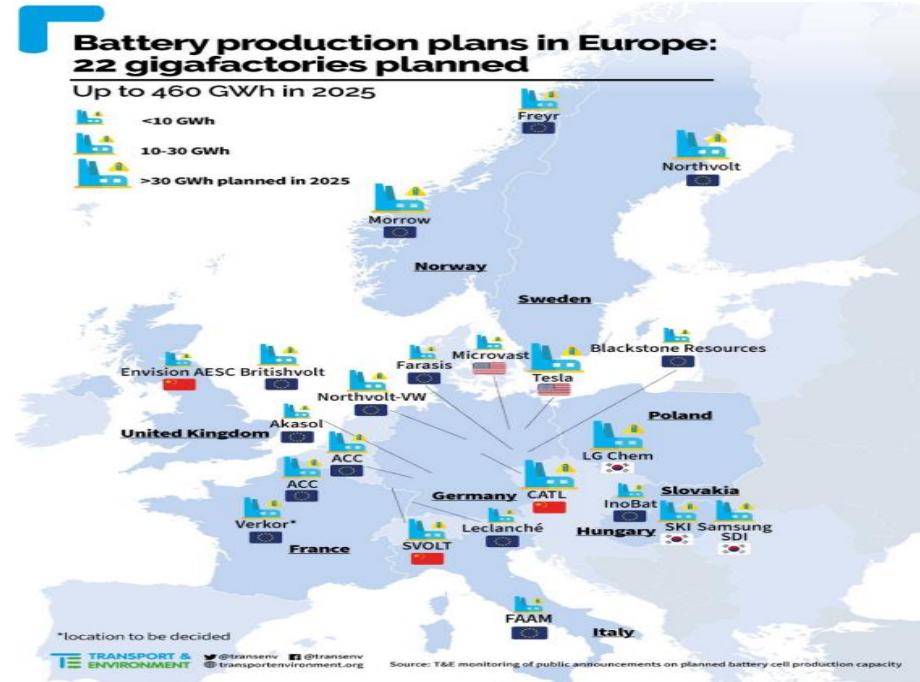 Battery production plans in Europe:
22 gigafactories planned
Up to 460 GWh in 2025
<10 GWh
10-30 GWh
>30 GWh planned in 2025
Freyr
Northvolt
Morrow
Norway
Sweden
Envision AESC
Britishvolt
Farasis
Microvast
Tesla
Blackstone Resources
Northvolt-VW
Akasol
United Kingdom
Poland
ACC
LG Chem
ACC
Germany
CATL
InoBat
Slovakia
Verkor*
France
SVOLT
Leclanché
Hungary
SKI
Samsung
SDI
FAAM
Italy
*location to be decided
TRANSPORT &
ENVIRONMENT
@transenv
@transenv
transportenvironment.org
Source: T&E monitoring of public announcements on planned battery cell production capacity